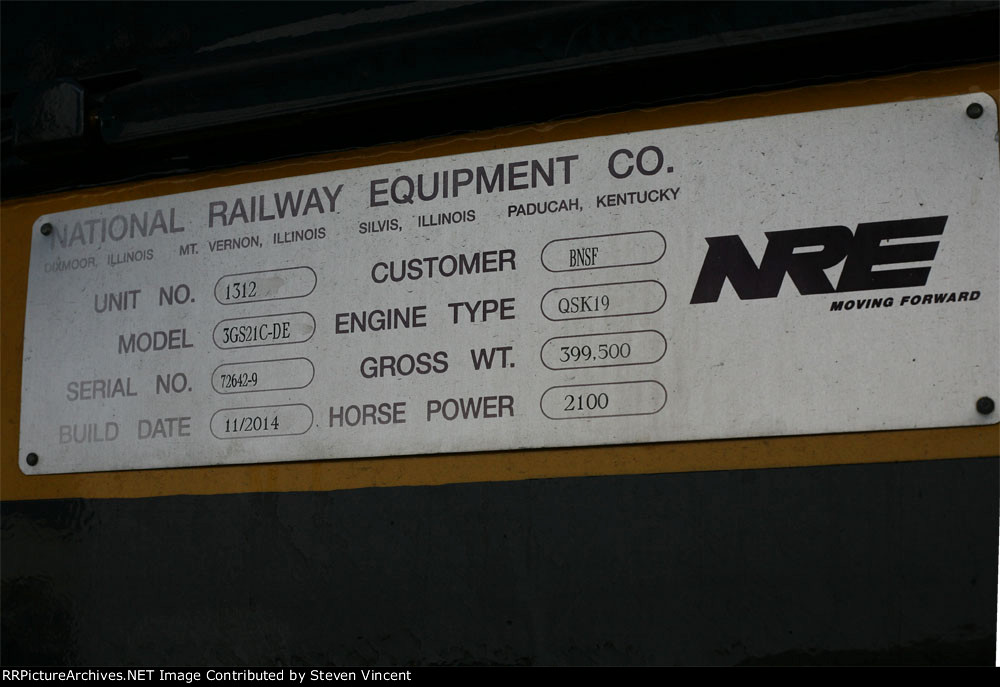 NATIONAL RAILWAY EQUIPMENT CO.
DIXMOOR, ILLINOIS MT. VERNON, ILLINOIS SILVIS, ILLINOIS PADUCAH, KENTUCKY
UNIT NO. 1312 CUSTOMER BNSF
MODEL 3GS21C-DE ENGINE TYPE QSK19
SERIAL NO. 72642-9 GROSS WT. 399.500
BUILD DATE 11/2014 HORSE POWER 2100
NRE
MOVING FORWARD
RRPictureArchives.NET Image Contributed by Steven Vincent